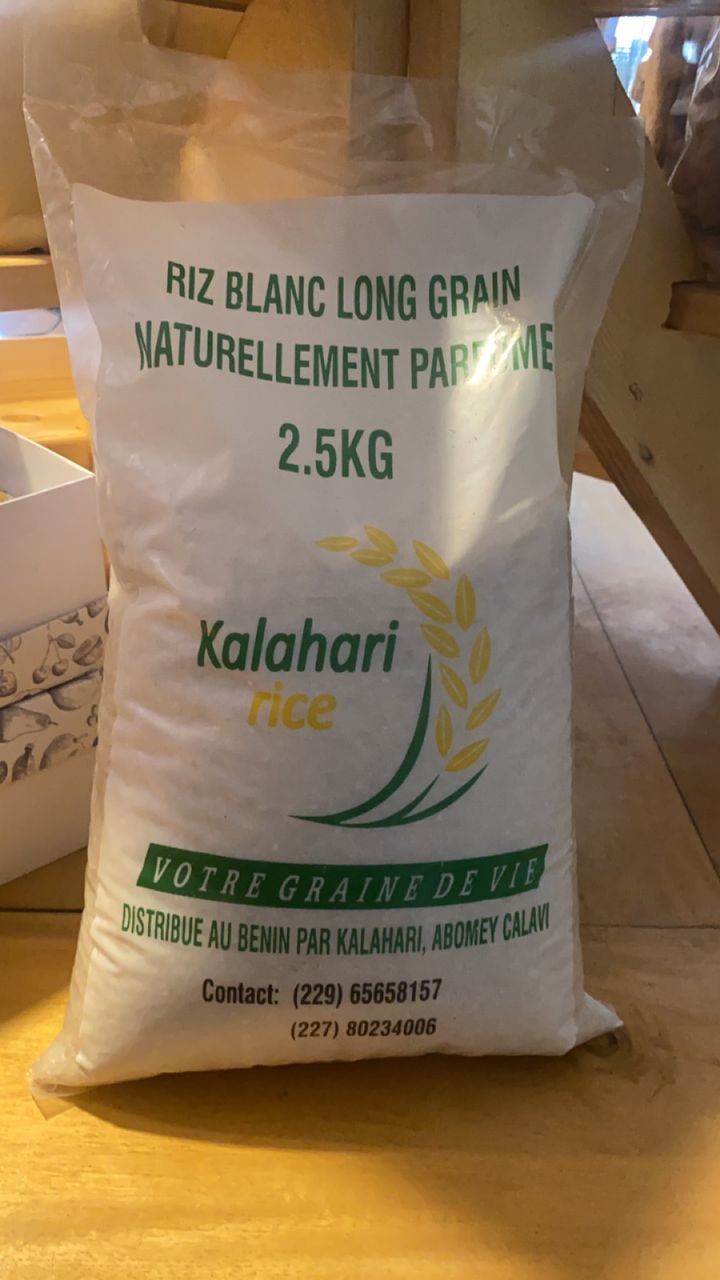 RIZ BLANC LONG GRAIN
NATURELLEMENT PARFUME
2.5KG
Kalahari
rice
VOTRE GRAINE DE VIE
DISTRIBUE AU BENIN PAR KALAHARI, ABOMEY CALAVI
Contact: (229) 65658157
(227) 80234006